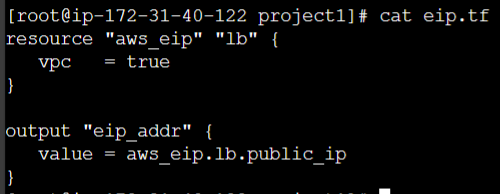 [root@ip-172-31-40-122 project1]# cat eip.tf
resource "aws_eip" "lb" {
   vpc   = true
}

output "eip_addr" {
   value = aws_eip.lb.public_ip
}